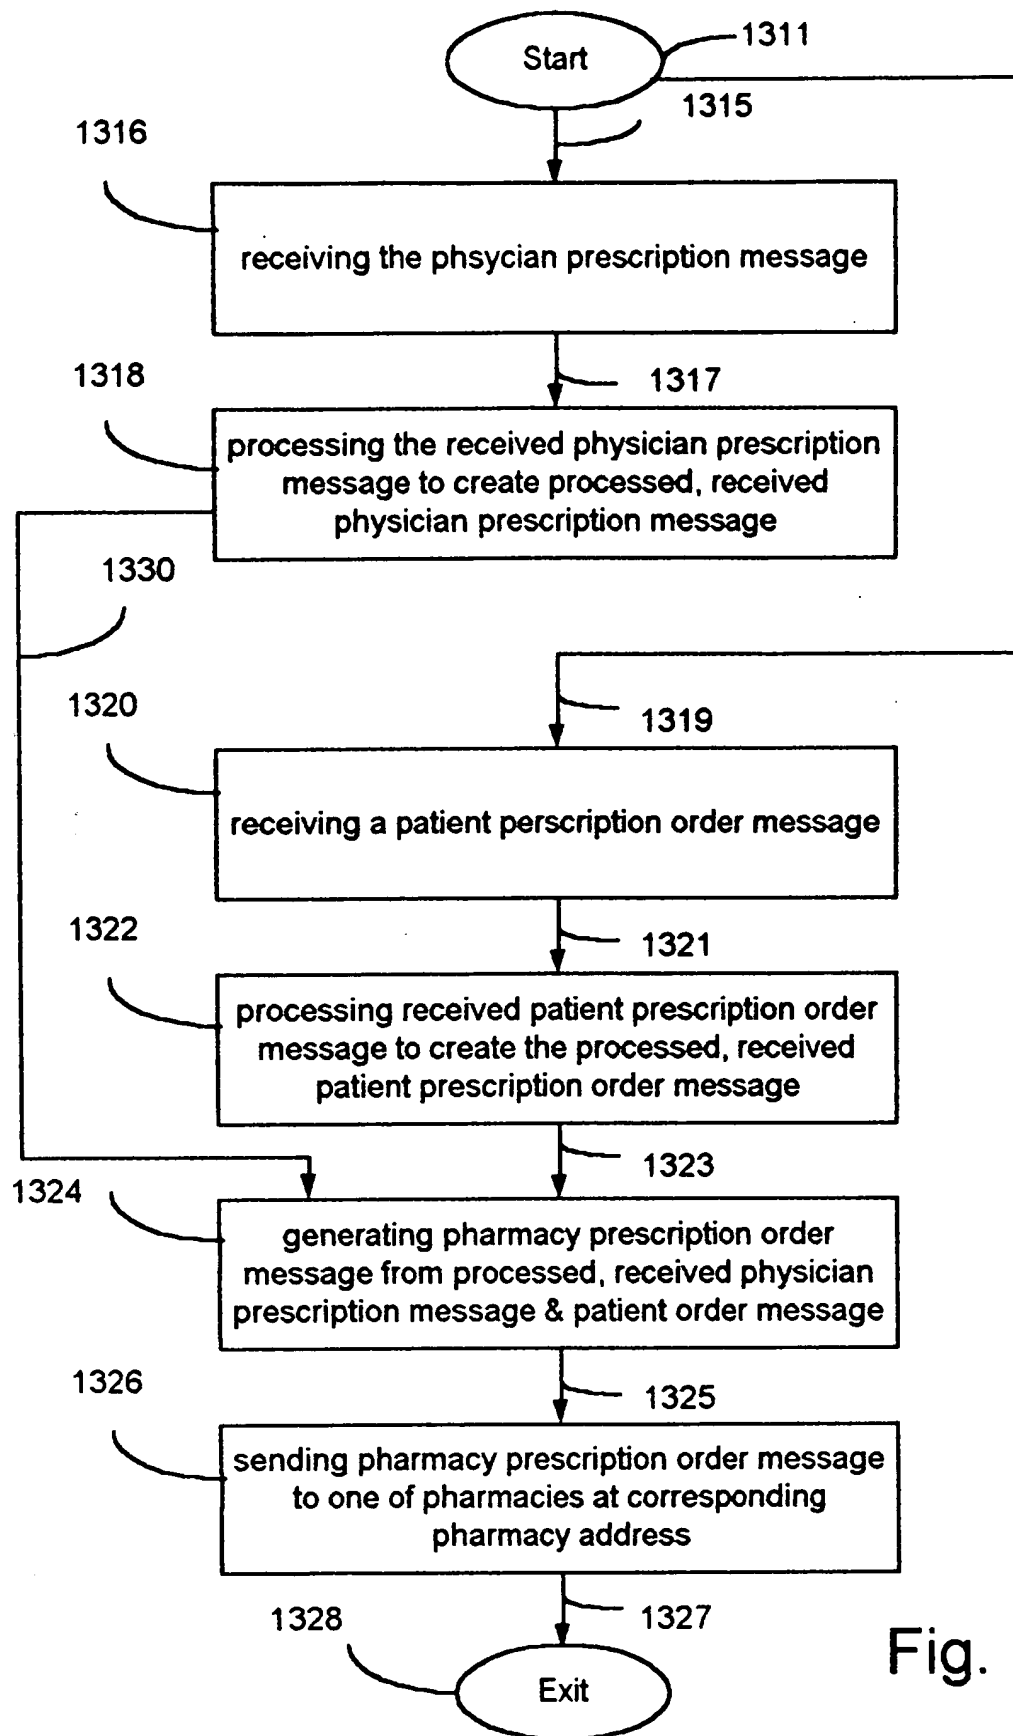 Start
1311
1315
1316
receiving the phsycian prescription message
1317
1318
processing the received physician prescription
message to create processed, received
physician prescription message
1330
1319
1320
receiving a patient perscription order message
1321
1322
processing received patient prescription order
message to create the processed, received
patient prescription order message
1323
1324
generating pharmacy prescription order
message from processed, received physician
prescription message & patient order message
1325
1326
sending pharmacy prescription order message
to one of pharmacies at corresponding
pharmacy address
1327
1328
Exit
Fig.